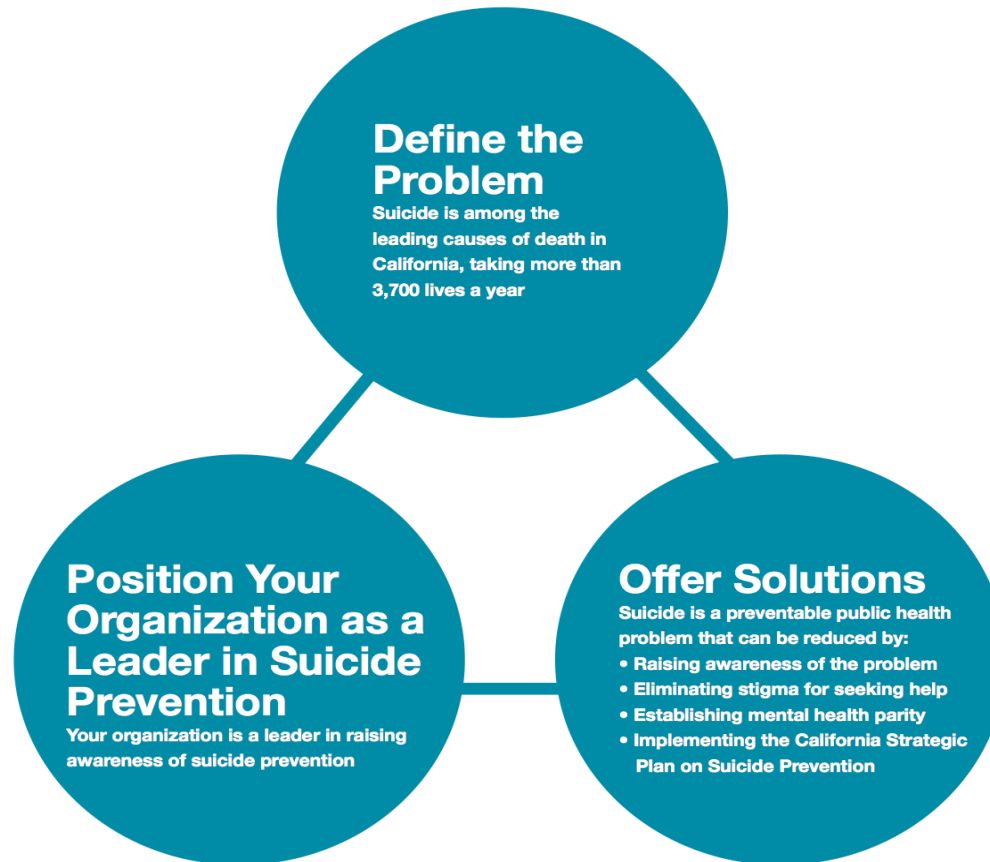 Define the
Problem
Suicide is among the
leading causes of death in
California, taking more than
3,700 lives a year
Position Your
Organization as a
Leader in Suicide
Prevention
Your organization is a leader in raising
awareness of suicide prevention
Offer Solutions
Suicide is a preventable public health
problem that can be reduced by:
• Raising awareness of the problem
• Eliminating stigma for seeking help
• Establishing mental health parity
• Implementing the California Strategic
Plan on Suicide Prevention